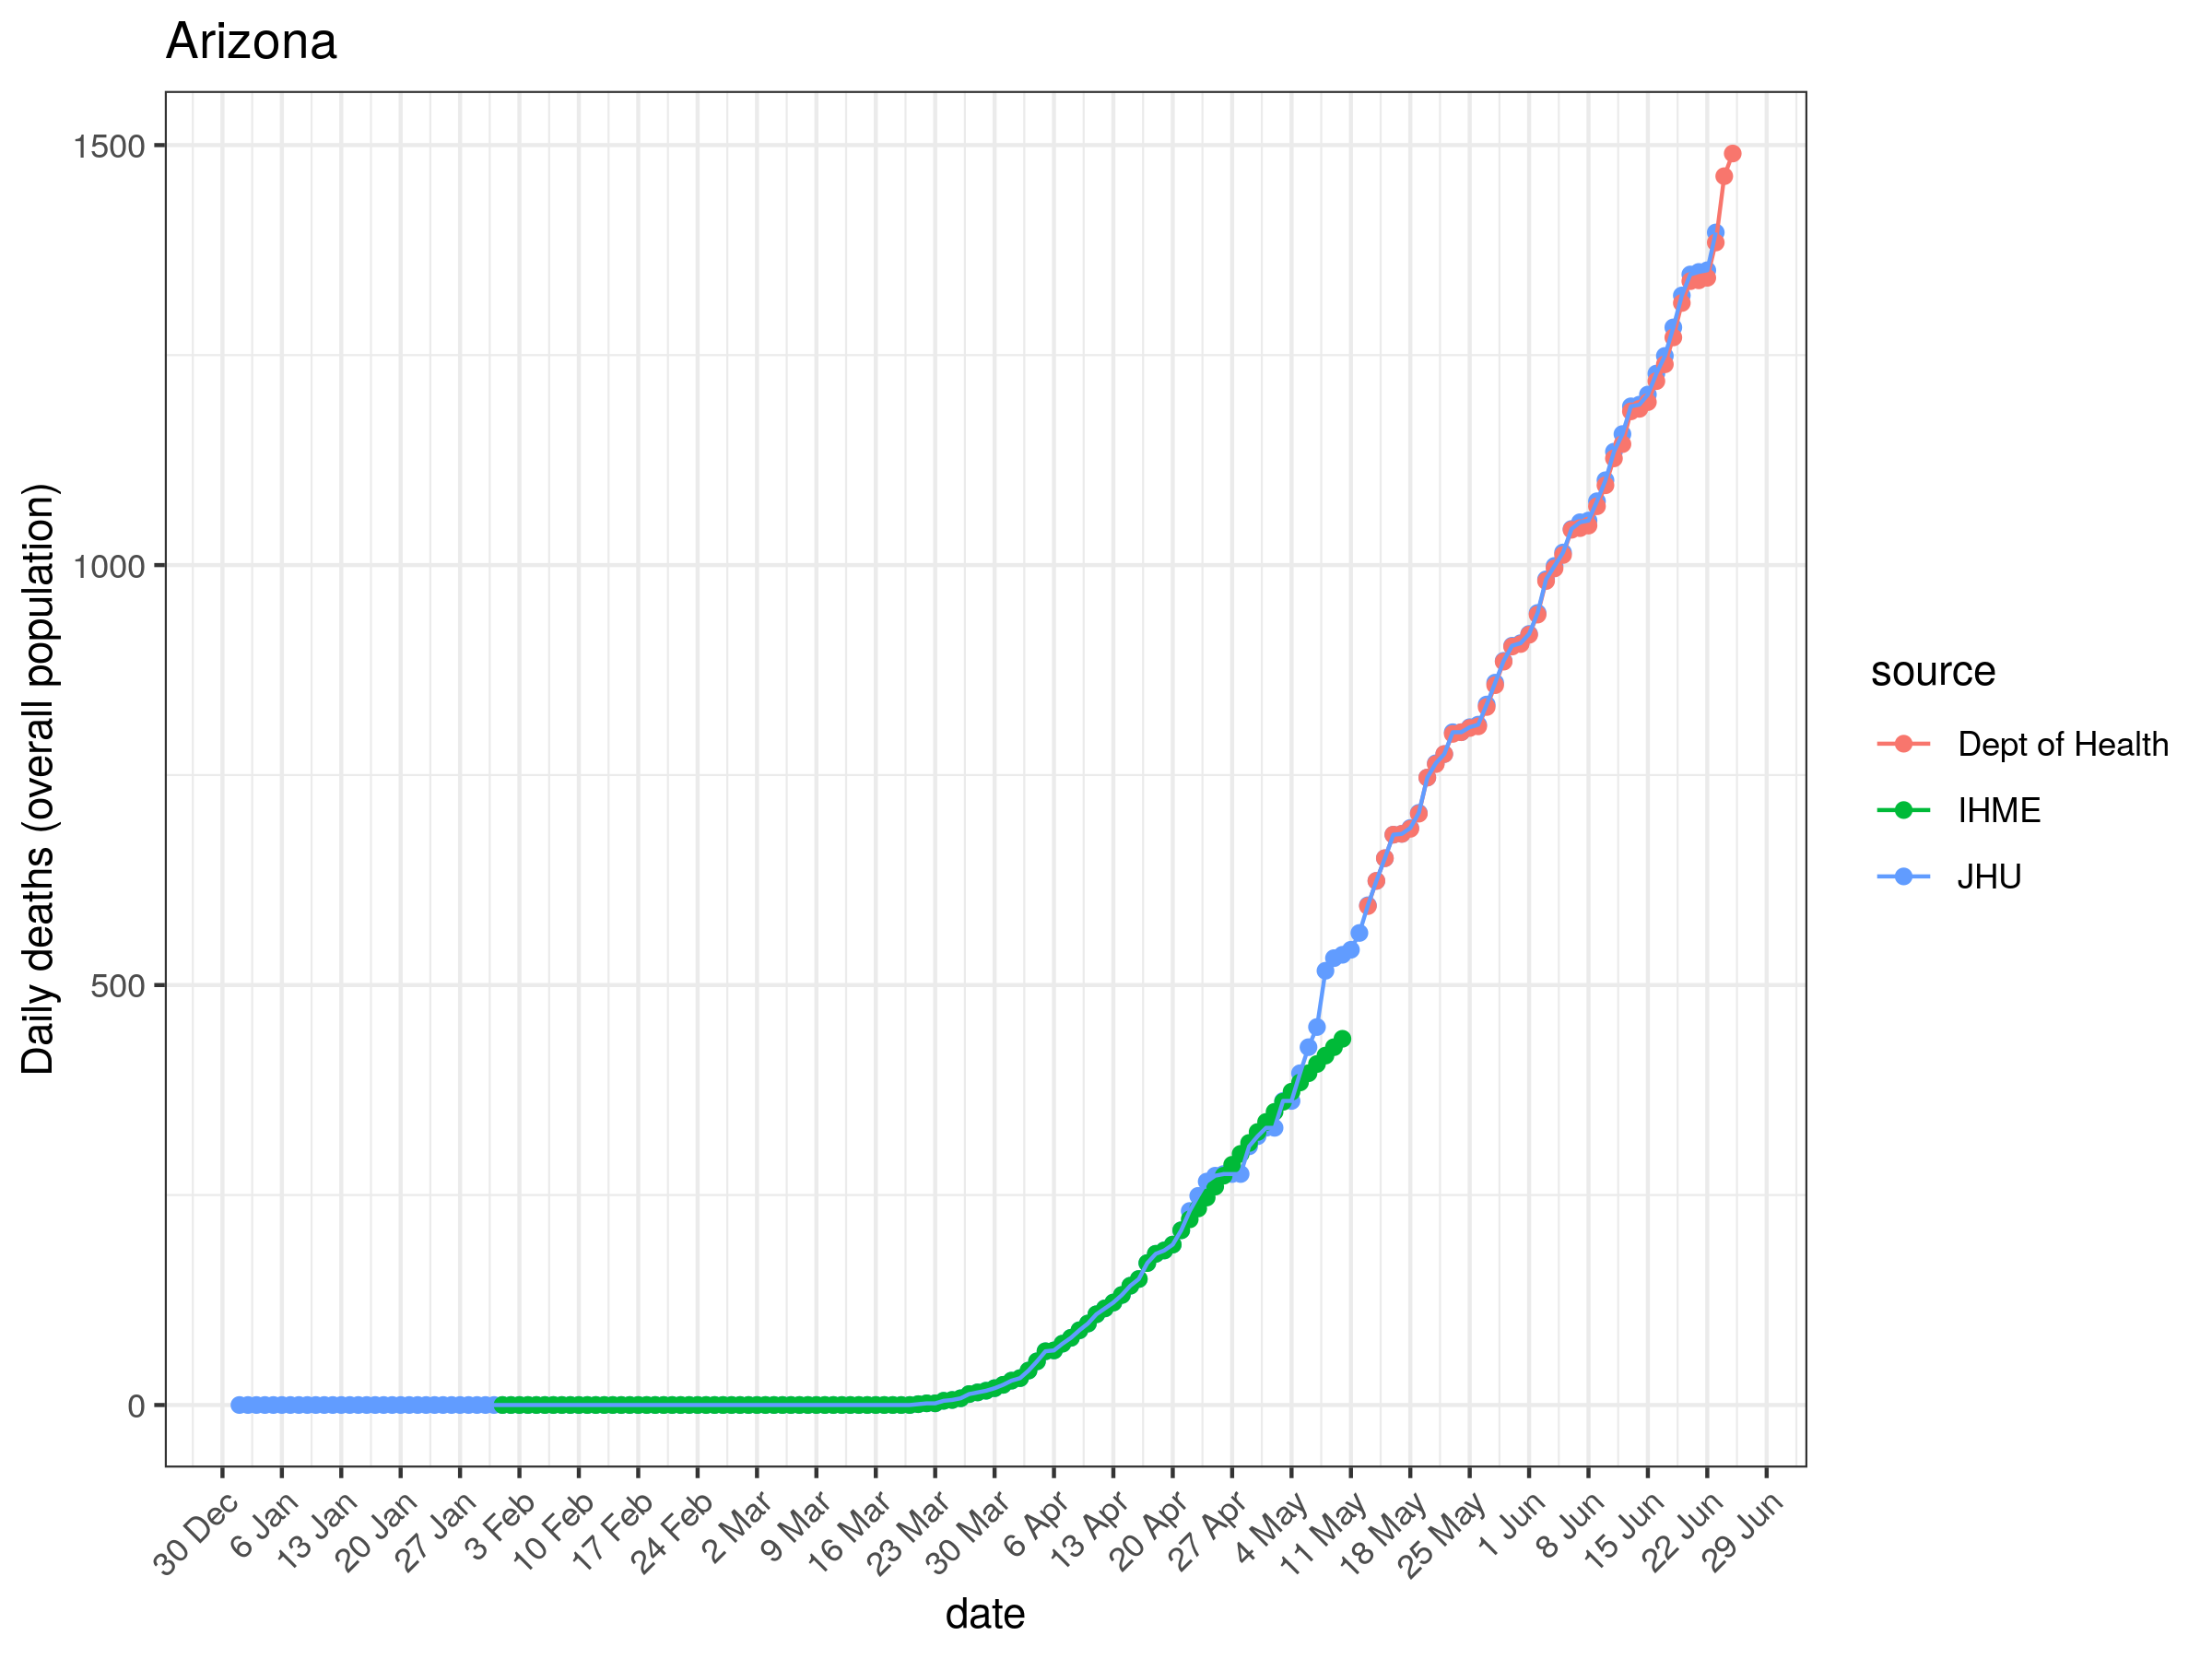 Arizona
Daily deaths (overall population)
1500
1000
500
0
30 Dec
6 Jan
13 Jan
20 Jan
27 Jan
3 Feb
10 Feb
17 Feb
24 Feb
2 Mar
9 Mar
16 Mar
23 Mar
30 Mar
6 Apr
13 Apr
20 Apr
27 Apr
4 May
11 May
18 May
25 May
1 Jun
8 Jun
15 Jun
22 Jun
29 Jun
date
source
Dept of Health
IHME
JHU